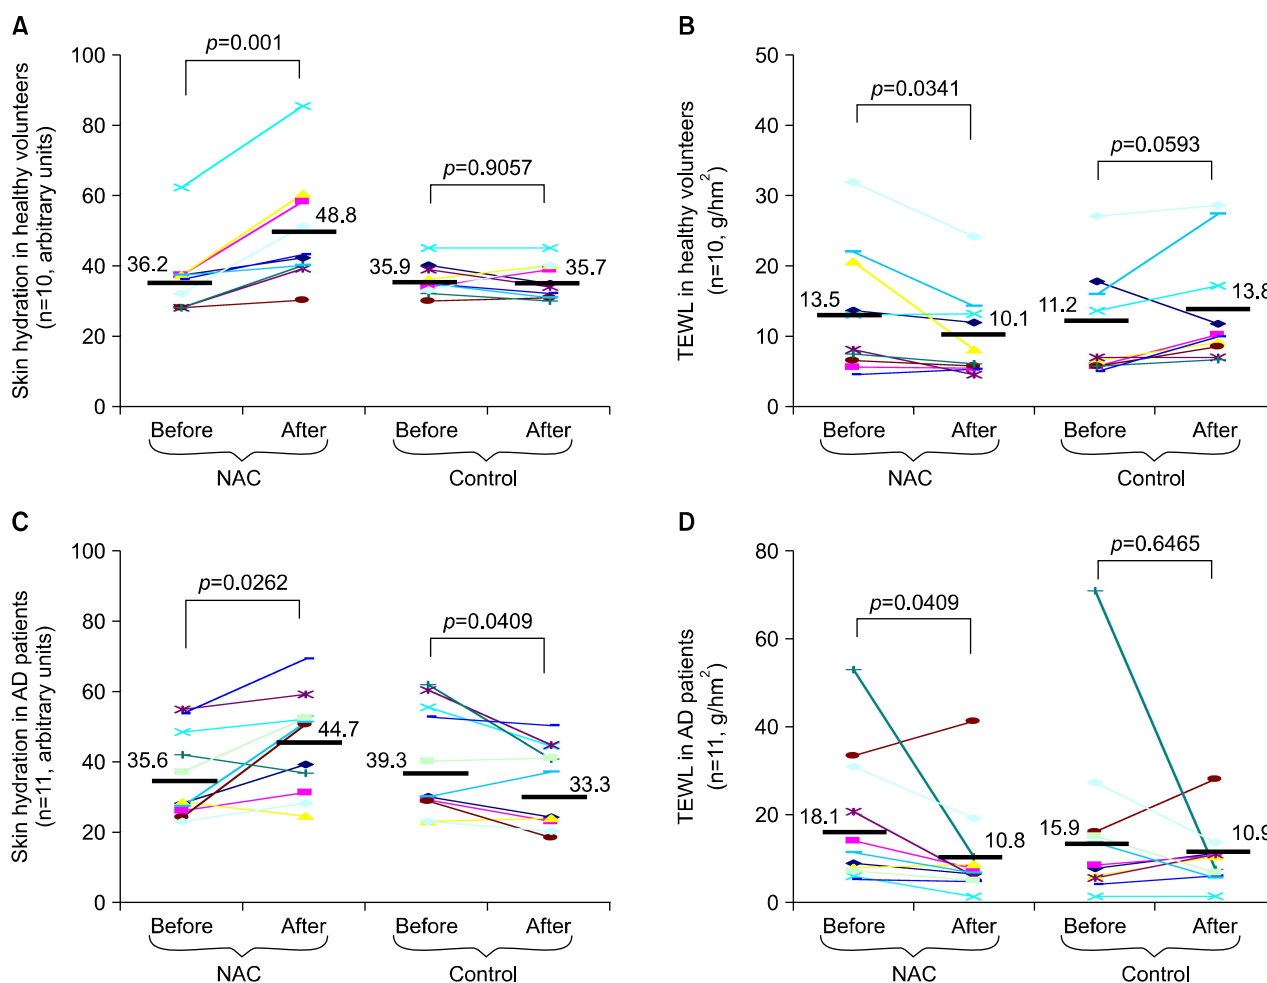 A
Skin hydration in healthy volunteers
(n=10, arbitrary units)
100
80
60
40
20
0
p=0.001
p=0.9057
36.2
48.8
35.9
35.7
Before After Before After
NAC Control
B
TEWL in healthy volunteers
(n=10, g/hm²)
50
40
30
20
10
0
p=0.0341
p=0.0593
13.5
10.1
11.2
13.8
Before After Before After
NAC Control
C
Skin hydration in AD patients
(n=11, arbitrary units)
100
80
60
40
20
0
p=0.0262
p=0.0409
35.6
44.7
39.3
33.3
Before After Before After
NAC Control
D
TEWL in AD patients
(n=11, g/hm²)
80
60
40
20
0
p=0.0409
p=0.6465
18.1
10.8
15.9
10.9
Before After Before After
NAC Control